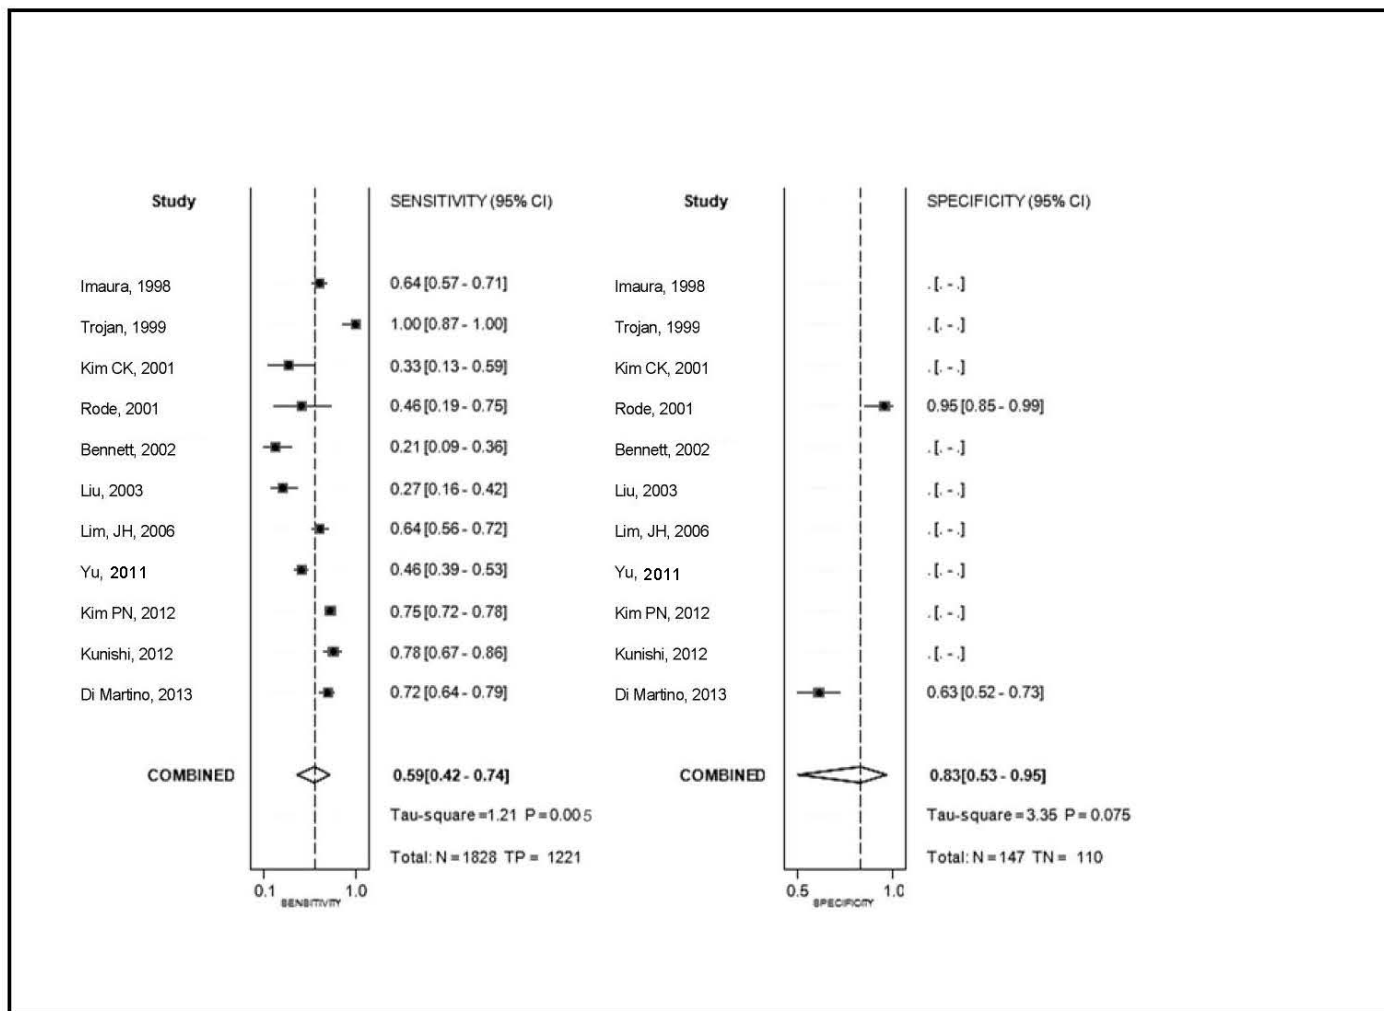 Study SENSITIVITY (95% CI) Study SPECIFICITY (95% CI)
Imaura, 1998 0.64 [0.57 - 0.71] Imaura, 1998 . [. - .]
Trojan, 1999 1.00 [0.87 - 1.00] Trojan, 1999 . [. - .]
Kim CK, 2001 0.33 [0.13 - 0.59] Kim CK, 2001 . [. - .]
Rode, 2001 0.46 [0.19 - 0.75] Rode, 2001 0.95 [0.85 - 0.99]
Bennett, 2002 0.21 [0.09 - 0.36] Bennett, 2002 . [. - .]
Liu, 2003 0.27 [0.16 - 0.42] Liu, 2003 . [. - .]
Lim, JH, 2006 0.64 [0.56 - 0.72] Lim, JH, 2006 . [. - .]
Yu, 2011 0.46 [0.39 - 0.53] Yu, 2011 . [. - .]
Kim PN, 2012 0.75 [0.72 - 0.78] Kim PN, 2012 . [. - .]
Kunishi, 2012 0.78 [0.67 - 0.86] Kunishi, 2012 . [. - .]
Di Martino, 2013 0.72 [0.64 - 0.79] Di Martino, 2013 0.63 [0.52 - 0.73]
COMBINED 0.59[0.42 - 0.74] COMBINED 0.83[0.53 - 0.95]
Tau-square =1.21 P = 0.005 Tau-square = 3.35 P = 0.075
Total: N = 1828 TP = 1221 Total: N = 147 TN = 110
0.1 1.0 0.5 1.0
SENSITIVITY SPECIFICITY